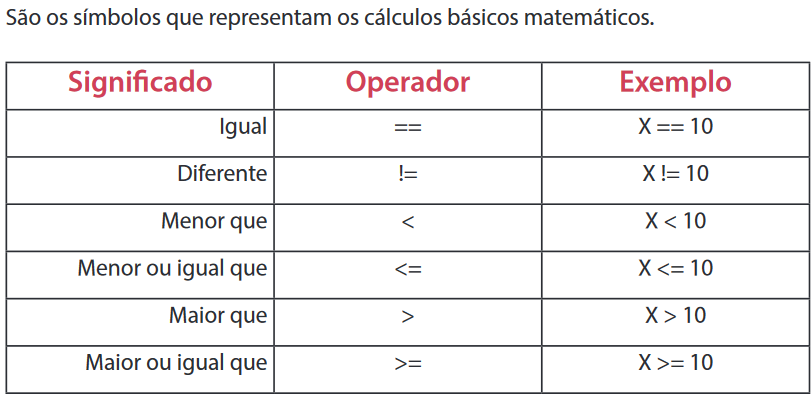 São os símbolos que representam os cálculos básicos matemáticos.
Significado Operador Exemplo
Igual == X == 10
Diferente != X != 10
Menor que < X < 10
Menor ou igual que <= X <= 10
Maior que > X > 10
Maior ou igual que >= X >= 10